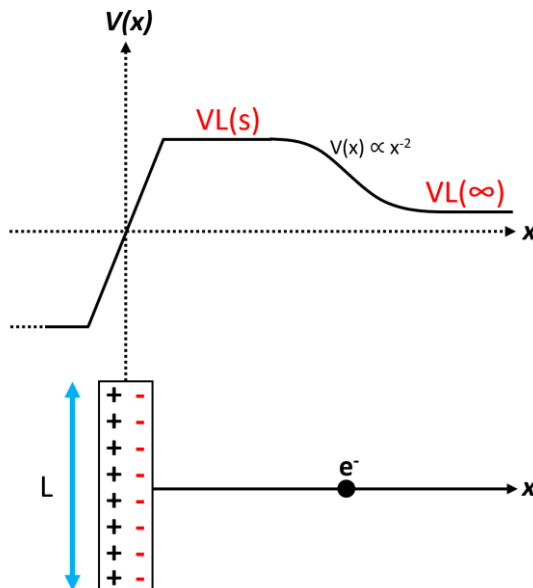 V(x)
VL(s)
V(x) ∝ x⁻²
VL(∞)
x
+ -
+ -
+ -
+ -
+ -
+ -
+ -
+ -
L
e⁻
x